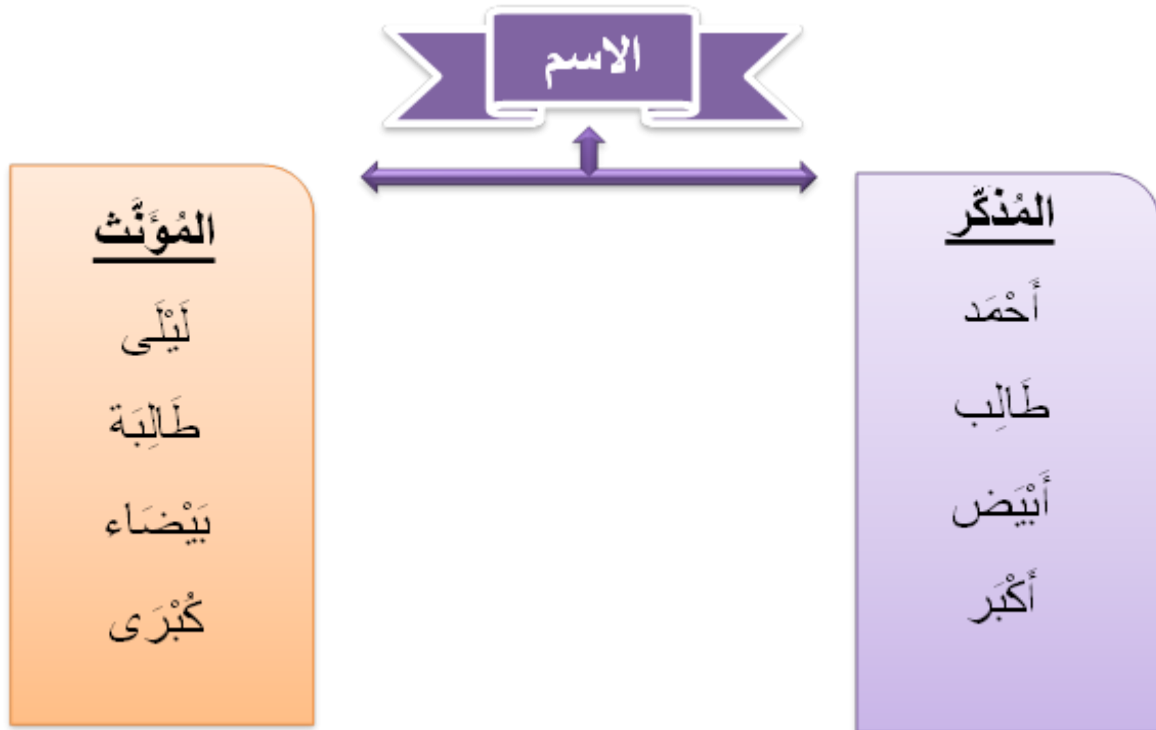 الاسم
المُذكَّر
أَحْمَد
طَالِب
أَبْيَض
أَكْبَر
المُؤَنَّث
لَيْلَى
طَالِبَة
بَيْضَاء
كُبْرَى